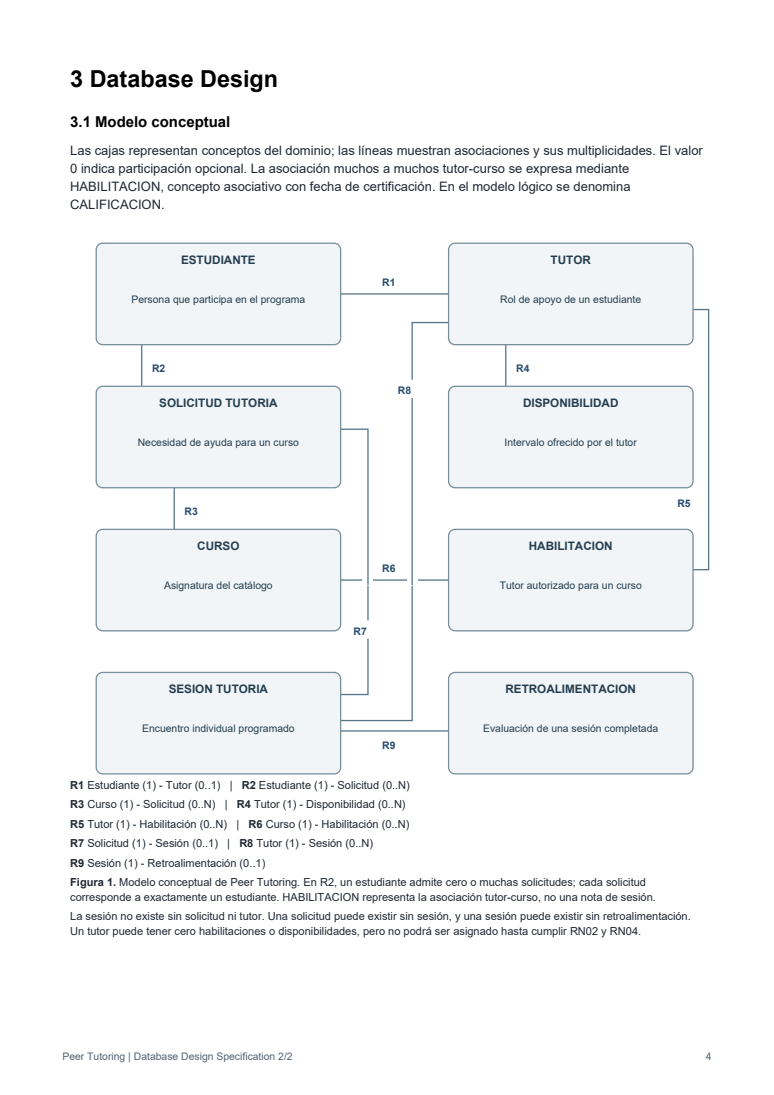 3 Database Design
3.1 Modelo conceptual
Las cajas representan conceptos del dominio; las líneas muestran asociaciones y sus multiplicidades. El valor
0 indica participación opcional. La asociación muchos a muchos tutor-curso se expresa mediante
HABILITACION, concepto asociativo con fecha de certificación. En el modelo lógico se denomina
CALIFICACION.
ESTUDIANTE
Persona que participa en el programa
R1
TUTOR
Rol de apoyo de un estudiante
R2
R8
R4
SOLICITUD TUTORIA
Necesidad de ayuda para un curso
DISPONIBILIDAD
Intervalo ofrecido por el tutor
R3
R5
CURSO
Asignatura del catálogo
R6
HABILITACION
Tutor autorizado para un curso
R7
SESION TUTORIA
Encuentro individual programado
R9
RETROALIMENTACION
Evaluación de una sesión completada
R1 Estudiante (1) - Tutor (0..1) | R2 Estudiante (1) - Solicitud (0..N)
R3 Curso (1) - Solicitud (0..N) | R4 Tutor (1) - Disponibilidad (0..N)
R5 Tutor (1) - Habilitación (0..N) | R6 Curso (1) - Habilitación (0..N)
R7 Solicitud (1) - Sesión (0..1) | R8 Tutor (1) - Sesión (0..N)
R9 Sesión (1) - Retroalimentación (0..1)
Figura 1. Modelo conceptual de Peer Tutoring. En R2, un estudiante admite cero o muchas solicitudes; cada solicitud
corresponde a exactamente un estudiante. HABILITACION representa la asociación tutor-curso, no una nota de sesión.
La sesión no existe sin solicitud ni tutor. Una solicitud puede existir sin sesión, y una sesión puede existir sin retroalimentación.
Un tutor puede tener cero habilitaciones o disponibilidades, pero no podrá ser asignado hasta cumplir RN02 y RN04.
Peer Tutoring | Database Design Specification 2/2
4